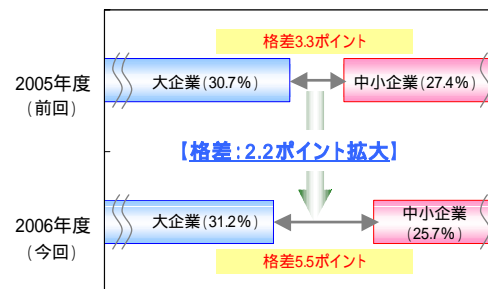 格差3.3ポイント
2005年度
(前回)
大企業(30.7%)
中小企業(27.4%)
【格差:2.2ポイント拡大】
2006年度
(今回)
大企業(31.2%)
中小企業
(25.7%)
格差5.5ポイント